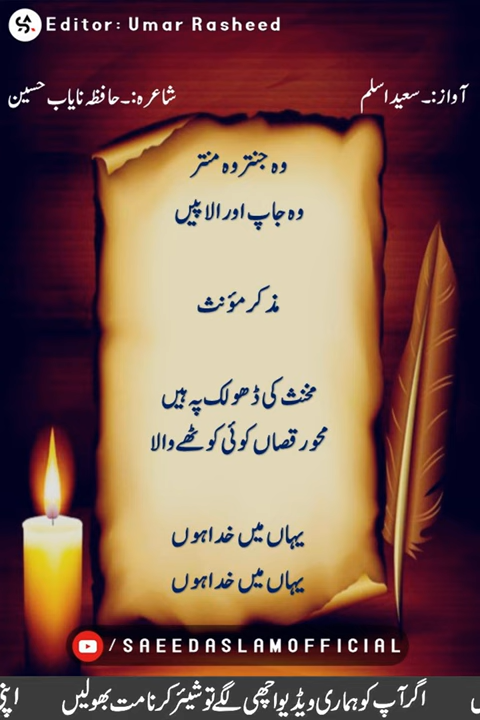 Editor: Umar Rasheed
آواز:۔سعید اسلم
شاعرہ:۔حافظہ نایاب حسین
وہ جنتر وہ منتر
وہ جاپ اور الاپیں
مذکر مؤنث
مخنث کی ڈھولک پہ ہیں
محو رقصاں کوئی کوٹھے والا
یہاں میں خدا ہوں
یہاں میں خدا ہوں
/SAEEDASLAMOFFICIAL
اگر آپ کو ہماری ویڈیو اچھی لگے تو شیئر کرنا مت بھولیں اپنی